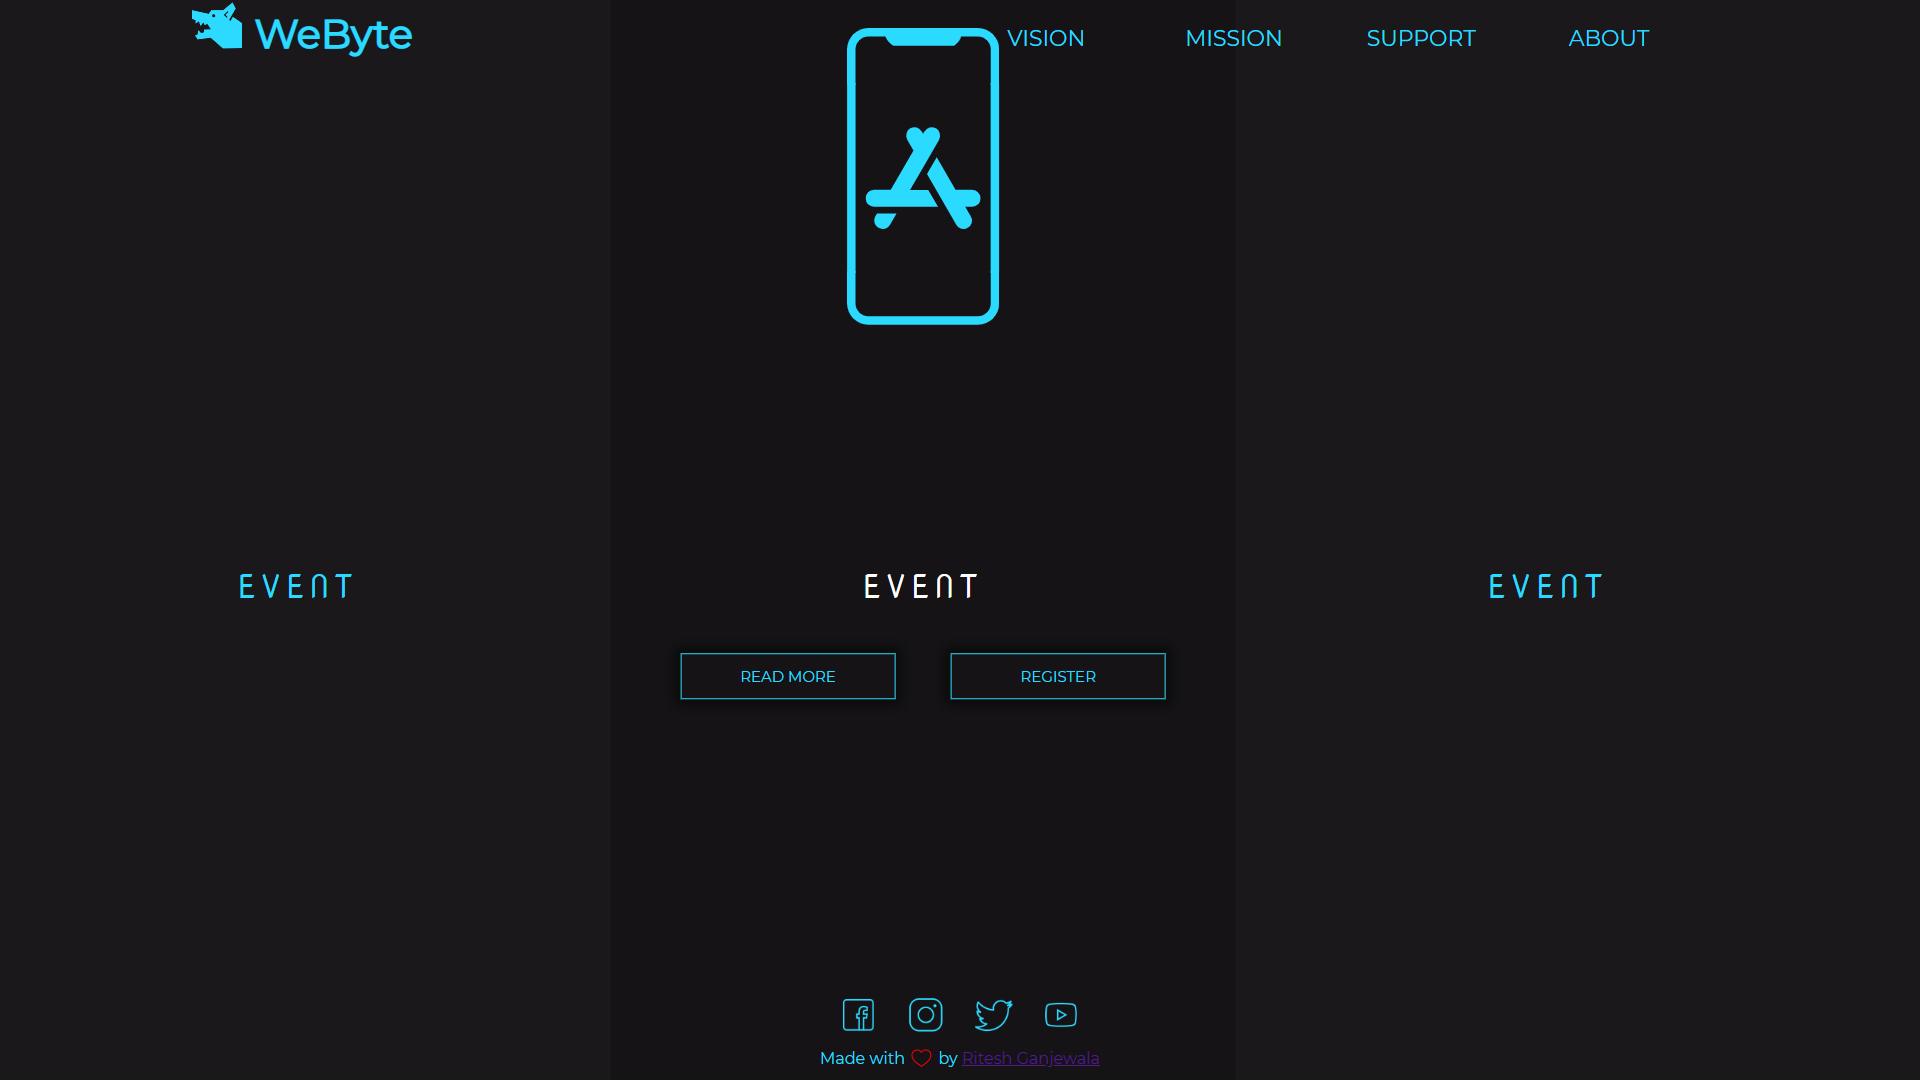 WeByte
VISION MISSION SUPPORT ABOUT
EVENT
EVENT
READ MORE
REGISTER
EVENT
Made with by Ritesh Ganjewala